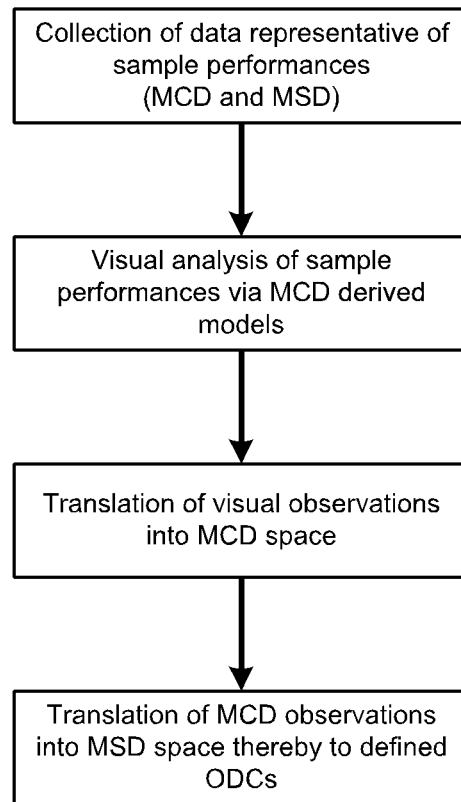 Collection of data representative of
sample performances
(MCD and MSD)
Visual analysis of sample
performances via MCD derived
models
Translation of visual observations
into MCD space
Translation of MCD observations
into MSD space thereby to defined
ODCs